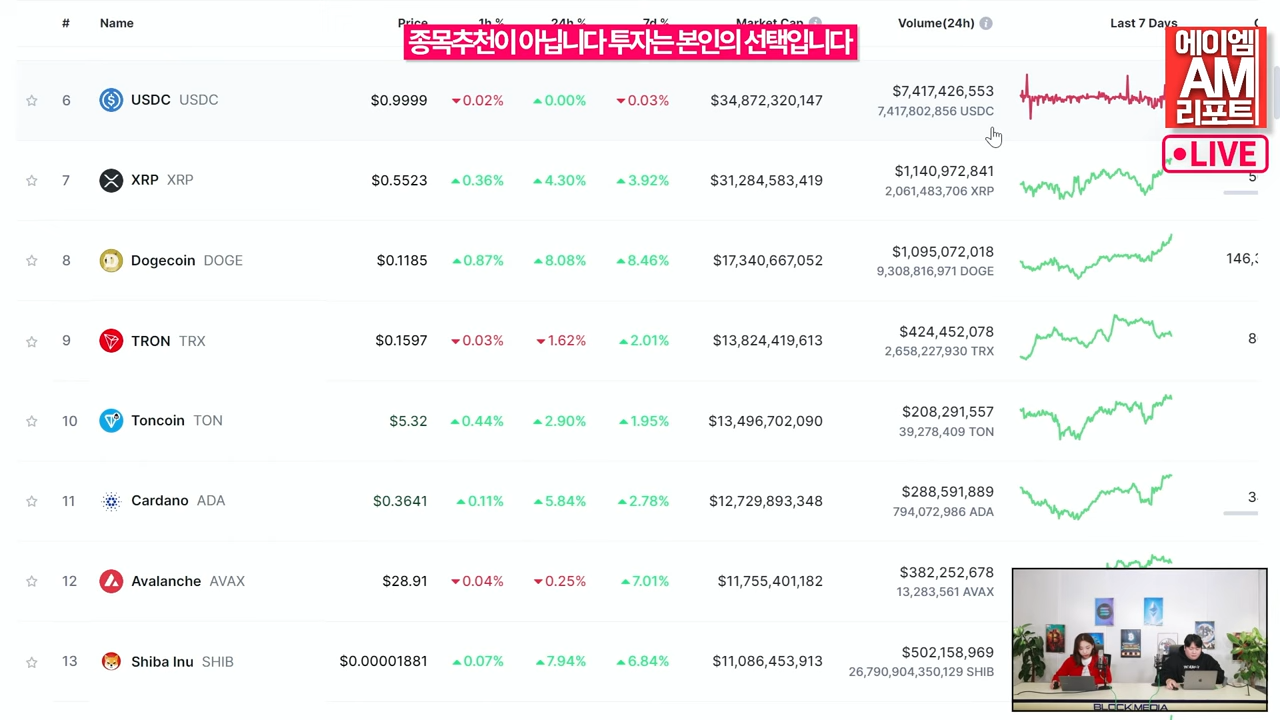 # Name Price 1h % 24h % 7d % Market Cap Volume(24h) Last 7 Days
종목추천이 아닙니다 투자는 본인의 선택입니다
에이엠
AM
리포트
LIVE
6 USDC USDC $0.9999 0.02% 0.00% 0.03% $34,872,320,147 $7,417,426,553
7,417,802,856 USDC
7 XRP XRP $0.5523 0.36% 4.30% 3.92% $31,284,583,419 $1,140,972,841
2,061,483,706 XRP
8 Dogecoin DOGE $0.1185 0.87% 8.08% 8.46% $17,340,667,052 $1,095,072,018
9,308,816,971 DOGE
9 TRON TRX $0.1597 0.03% 1.62% 2.01% $13,824,419,613 $424,452,078
2,658,227,930 TRX
10 Toncoin TON $5.32 0.44% 2.90% 1.95% $13,496,702,090 $208,291,557
39,278,409 TON
11 Cardano ADA $0.3641 0.11% 5.84% 2.78% $12,729,893,348 $288,591,889
794,072,986 ADA
12 Avalanche AVAX $28.91 0.04% 0.25% 7.01% $11,755,401,182 $382,252,678
13,283,561 AVAX
13 Shiba Inu SHIB $0.00001881 0.07% 7.94% 6.84% $11,086,453,913 $502,158,969
26,790,904,350,129 SHIB
BLOCKMEDIA